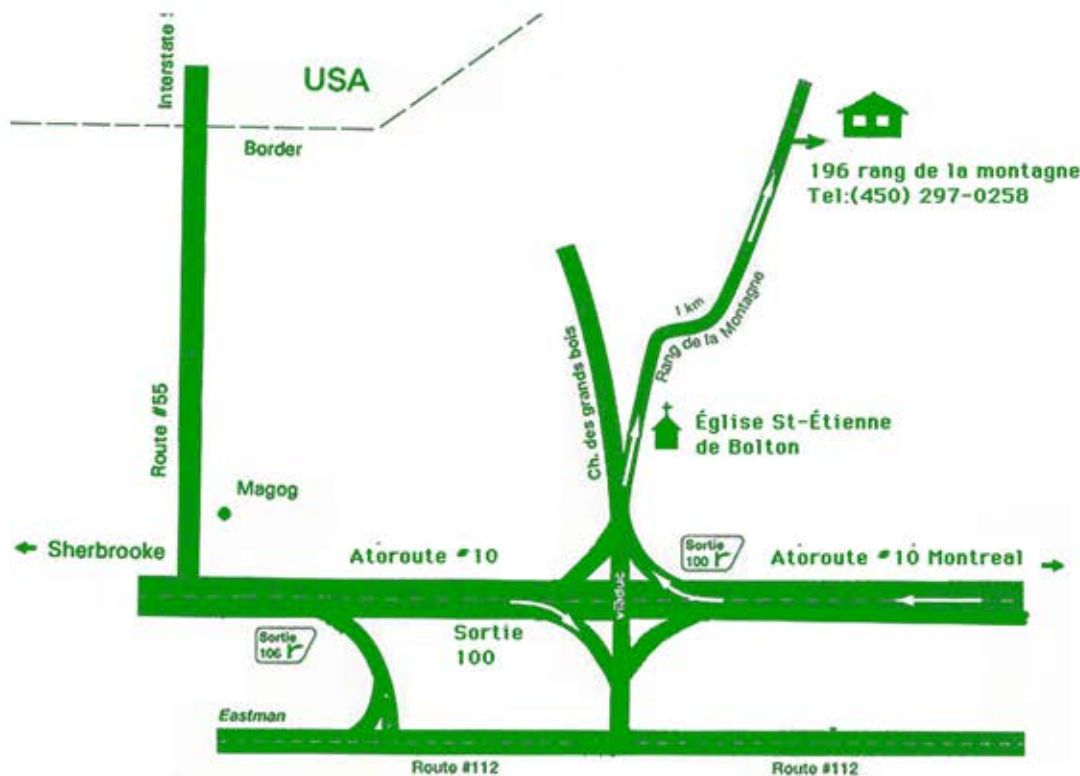 Interstate
USA
Border
196 rang de la montagne
Tel:(450) 297-0258
1 km
Rang de la Montagne
Ch. des grands bois
Route #55
Église St-Étienne
de Bolton
Magog
Sherbrooke
Atoroute #10
Sortie
100
Atoroute #10 Montreal
viaduc
Sortie
106
Sortie
100
Eastman
Route #112
Route #112